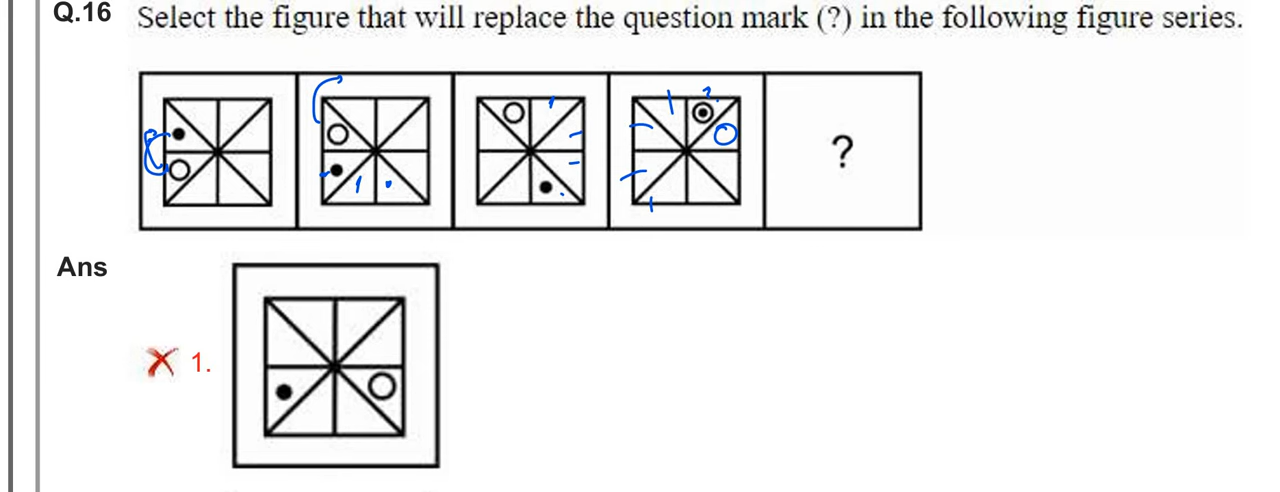 Q.16 Select the figure that will replace the question mark (?) in the following figure series.
?
Ans
1.